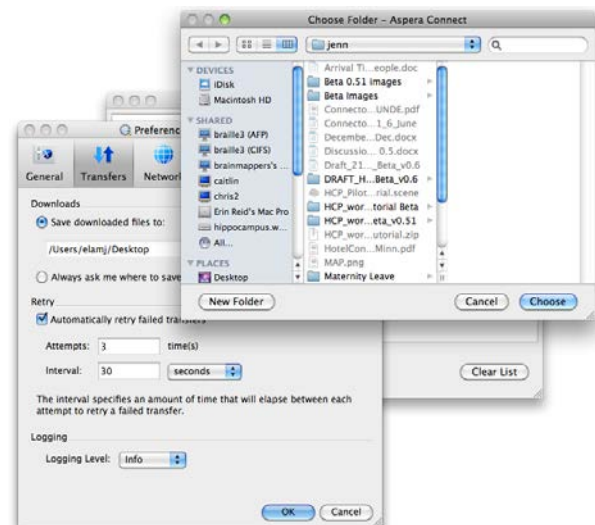 Choose Folder - Aspera Connect
jenn
DEVICES
iDisk
Macintosh HD
SHARED
braille3 (AFP)
braille3 (CIFS)
brainmappers's ...
caitlin
chris2
Erin Reid's Mac Pro
hippocampus.w...
All...
PLACES
Desktop
Arrival Ti...eople.doc
Beta 0.51 images
Beta Images
Connecto...UNDE.pdf
Connecto...1_6_June
Decembe...Dec.docx
Discussio... 0.5.docx
Draft_21..._Beta_v0.6
DRAFT_H...Beta_v0.6
HCP_Pilot...rial.scene
HCP_wor...torial Beta
HCP_wor...eta_v0.51
HCP_wor...utorial.zip
HotelCon...Minn.pdf
MAP.png
Maternity Leave
New Folder
Cancel
Choose
Preferenc
General
Transfers
Network
Downloads
Save downloaded files to:
/Users/elamj/Desktop
Always ask me where to save
Retry
Automatically retry failed transfers
Attempts: 3 time(s)
Interval: 30 seconds
The interval specifies an amount of time that will elapse between each
attempt to retry a failed transfer.
Logging
Logging Level: Info
OK
Cancel
Clear List